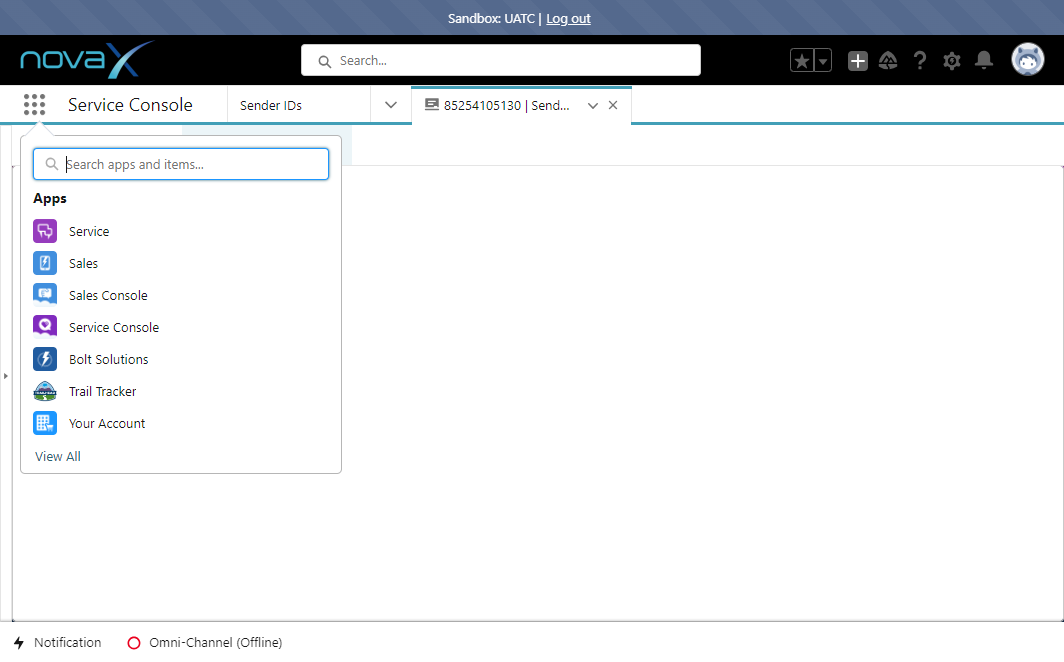 Sandbox: UATC | Log out
novaX
Search...
Service Console
Sender IDs
85254105130 | Send...
Search apps and items...
Apps
Service
Sales
Sales Console
Service Console
Bolt Solutions
Trail Tracker
Your Account
View All
Notification
Omni-Channel (Offline)